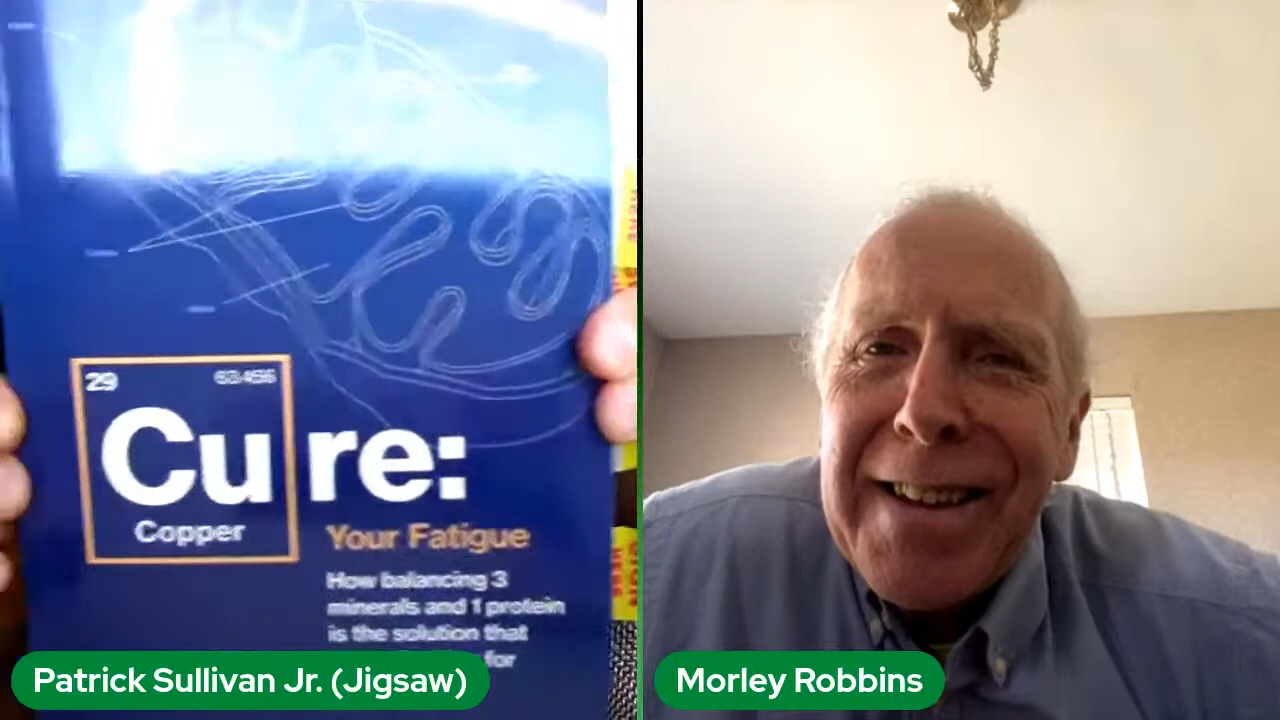 29 63.456
Cu re:
Copper
Your Fatigue
How balancing 3
minerals and 1 protein
is the solution that
for
Patrick Sullivan Jr. (Jigsaw)
Morley Robbins